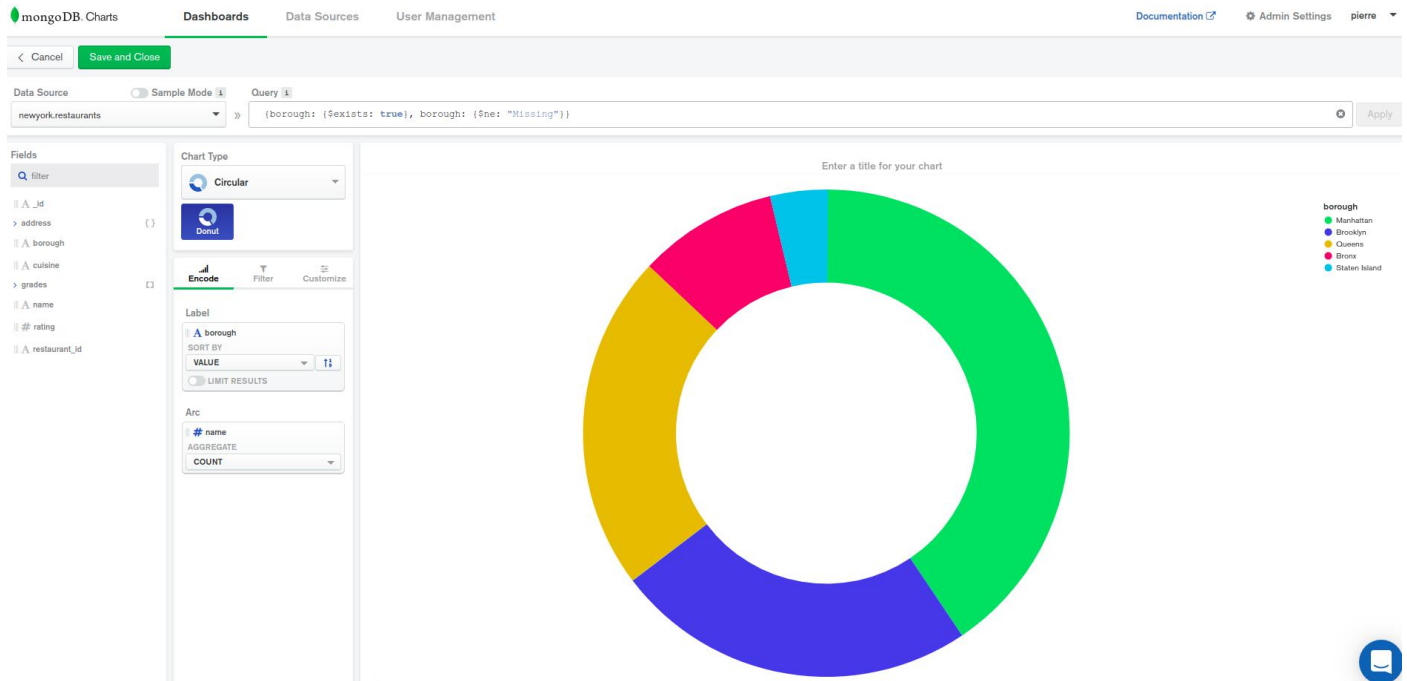 mongoDB. Charts Dashboards Data Sources User Management Documentation Admin Settings pierre
Cancel Save and Close
Data Source Sample Mode i Query i
newyork.restaurants » {borough: {$exists: true}, borough: {$ne: "Missing"}} Apply
Fields
filter
A _id
> address {}
A borough
A cuisine
> grades []
A name
# rating
A restaurant_id
Chart Type
Circular
Donut
Encode Filter Customize
Label
A borough
SORT BY
VALUE
LIMIT RESULTS
Arc
# name
AGGREGATE
COUNT
Enter a title for your chart
borough
Manhattan
Brooklyn
Queens
Bronx
Staten Island